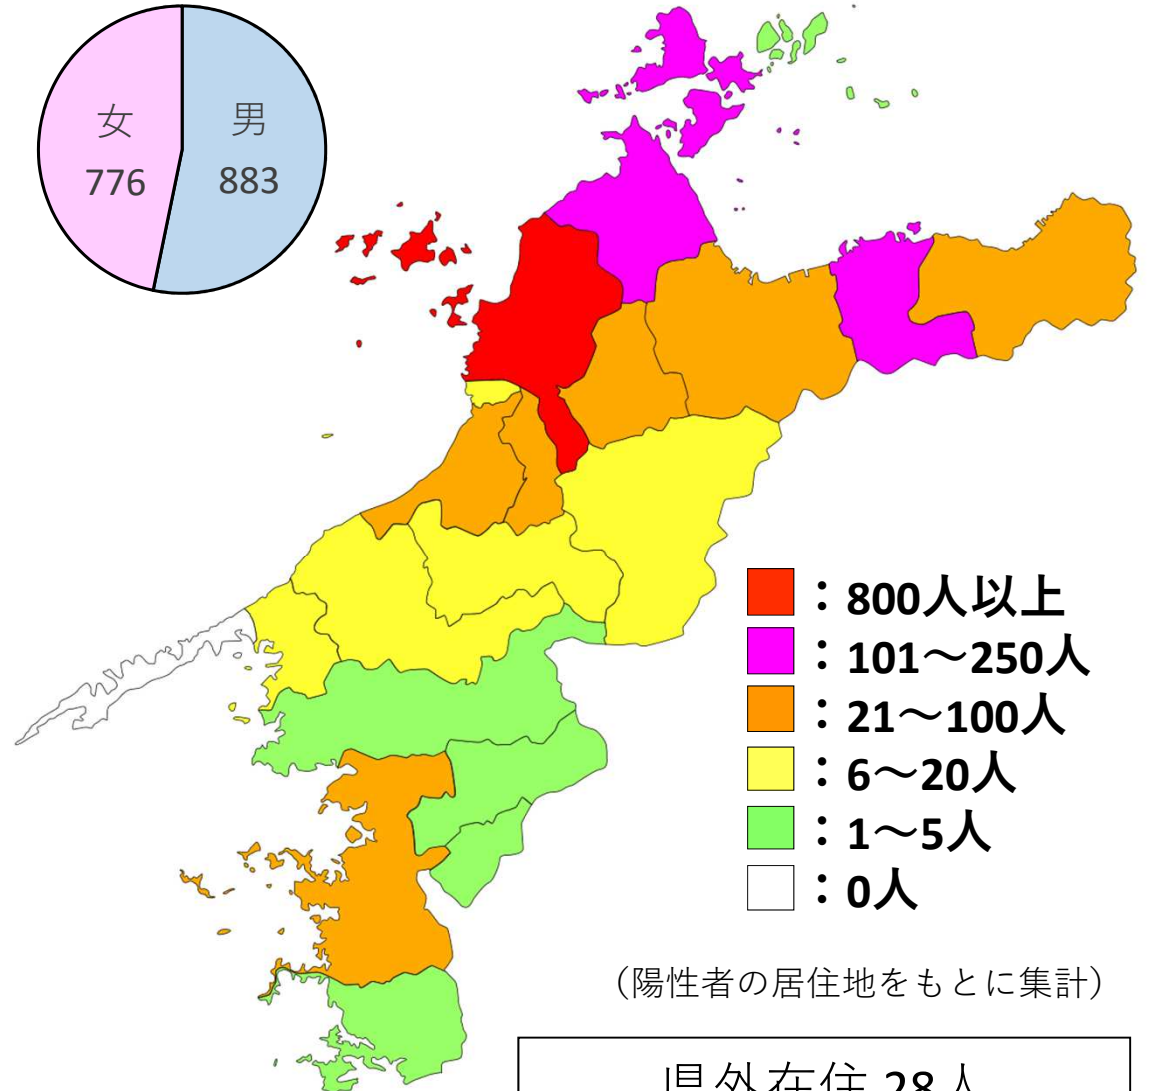 女
男
776
883
：800人以上
：101～250人
：21～100人
：6～20人
：1～5人
：0人
（陽性者の居住地をもとに集計）
県外在住 28人